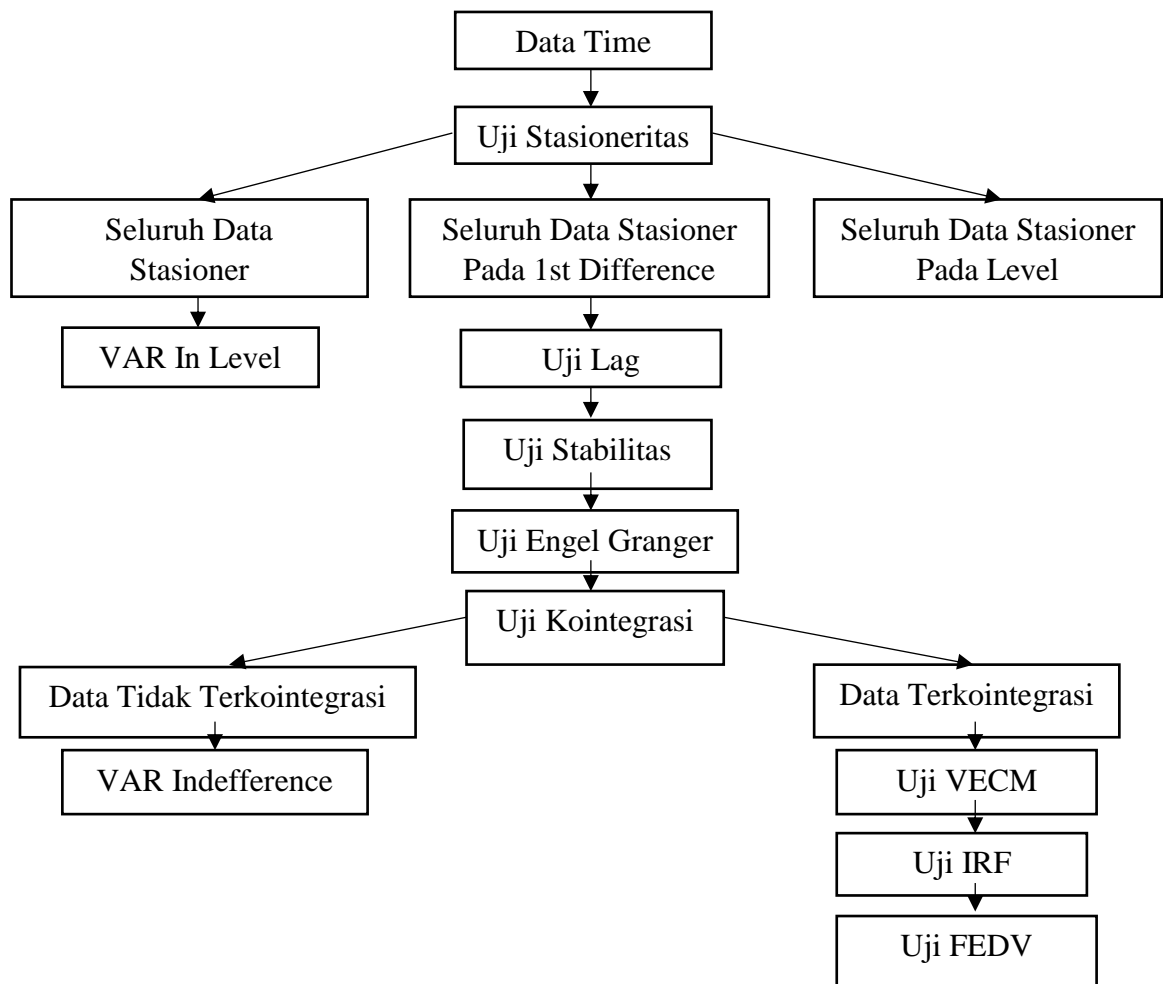 Data Time
Uji Stasioneritas
Seluruh Data
Stasioner
Seluruh Data Stasioner
Pada 1st Difference
Seluruh Data Stasioner
Pada Level
VAR In Level
Uji Lag
Uji Stabilitas
Uji Engel Granger
Uji Kointegrasi
Data Tidak Terkointegrasi
Data Terkointegrasi
VAR Indefference
Uji VECM
Uji IRF
Uji FEDV